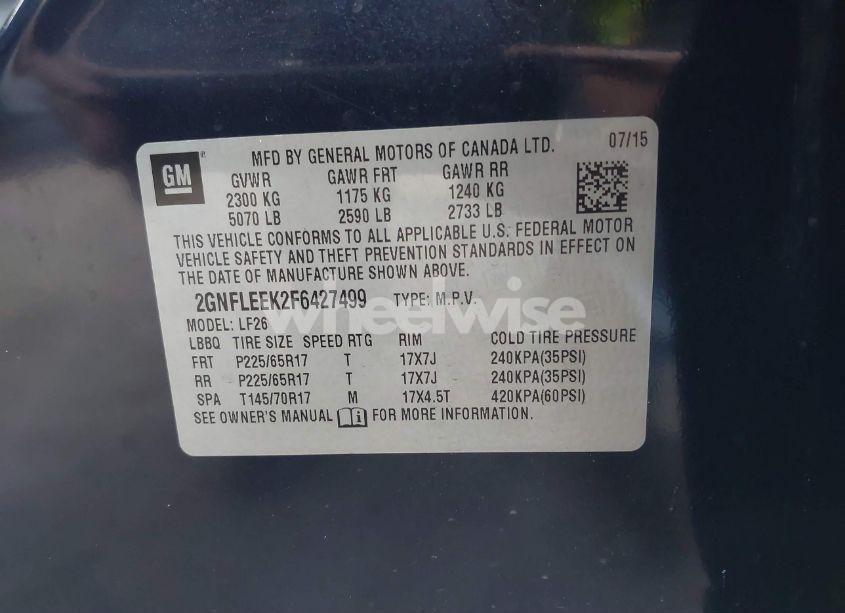 GM
MFD BY GENERAL MOTORS OF CANADA LTD. 07/15
GVWR GAWR FRT GAWR RR
2300 KG 1175 KG 1240 KG
5070 LB 2590 LB 2733 LB
THIS VEHICLE CONFORMS TO ALL APPLICABLE U.S. FEDERAL MOTOR
VEHICLE SAFETY AND THEFT PREVENTION STANDARDS IN EFFECT ON
THE DATE OF MANUFACTURE SHOWN ABOVE.
2GNFLEEK2F6427499 TYPE: M.P.V.
wheelwise
MODEL: LF26
LBBQ TIRE SIZE SPEED RTG RIM COLD TIRE PRESSURE
FRT P225/65R17 T 17X7J 240KPA(35PSI)
RR P225/65R17 T 17X7J 240KPA(35PSI)
SPA T145/70R17 M 17X4.5T 420KPA(60PSI)
SEE OWNER'S MANUAL FOR MORE INFORMATION.